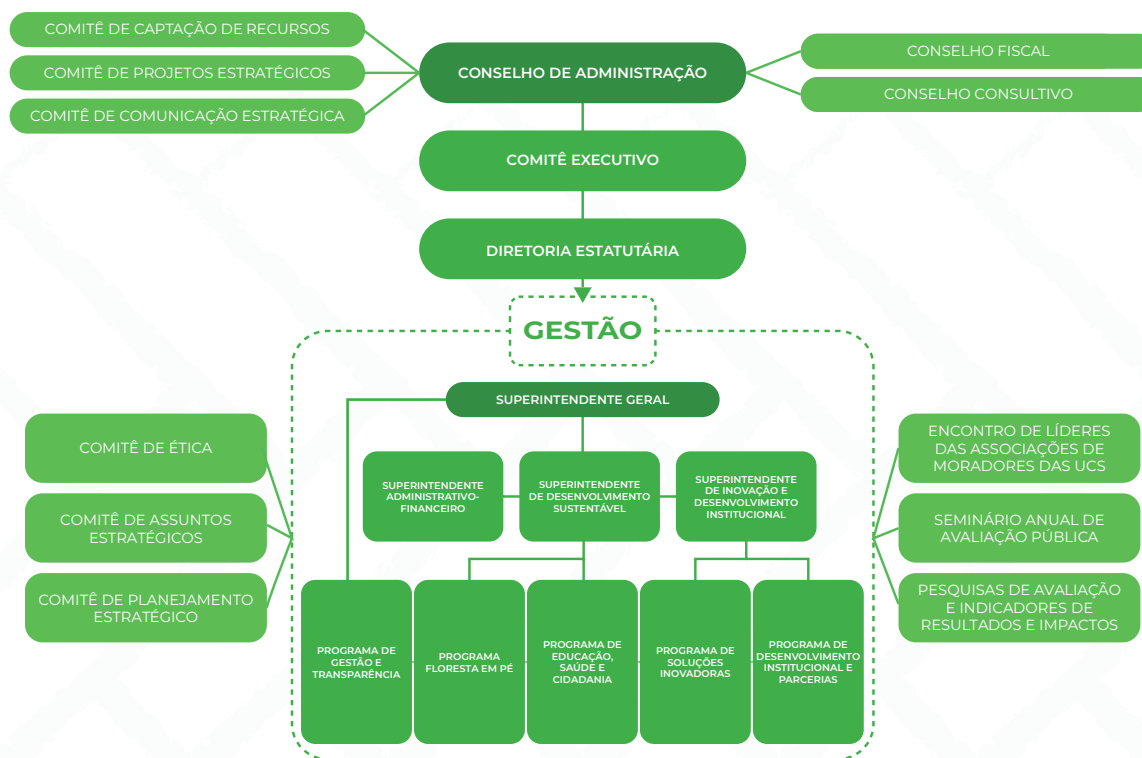 COMITÊ DE CAPTAÇÃO DE RECURSOS
COMITÊ DE PROJETOS ESTRATÉGICOS
COMITÊ DE COMUNICAÇÃO ESTRATÉGICA
CONSELHO DE ADMINISTRAÇÃO
CONSELHO FISCAL
CONSELHO CONSULTIVO
COMITÊ EXECUTIVO
DIRETORIA ESTATUTÁRIA
GESTÃO
SUPERINTENDENTE GERAL
COMITÊ DE ÉTICA
COMITÊ DE ASSUNTOS
ESTRATÉGICOS
COMITÊ DE PLANEJAMENTO
ESTRATÉGICO
SUPERINTENDENTE
ADMINISTRATIVO-
FINANCEIRO
SUPERINTENDENTE
DE DESENVOLVIMENTO
SUSTENTÁVEL
SUPERINTENDENTE
DE INOVAÇÃO E
DESENVOLVIMENTO
INSTITUCIONAL
PROGRAMA DE
GESTÃO E
TRANSPARÊNCIA
PROGRAMA
FLORESTA EM PÉ
PROGRAMA DE
EDUCAÇÃO,
SAÚDE E
CIDADANIA
PROGRAMA DE
SOLUÇÕES
INOVADORAS
PROGRAMA DE
DESENVOLVIMENTO
INSTITUCIONAL E
PARCERIAS
ENCONTRO DE LÍDERES
DAS ASSOCIAÇÕES DE
MORADORES DAS UCS
SEMINÁRIO ANUAL DE
AVALIAÇÃO PÚBLICA
PESQUISAS DE AVALIAÇÃO
E INDICADORES DE
RESULTADOS E IMPACTOS